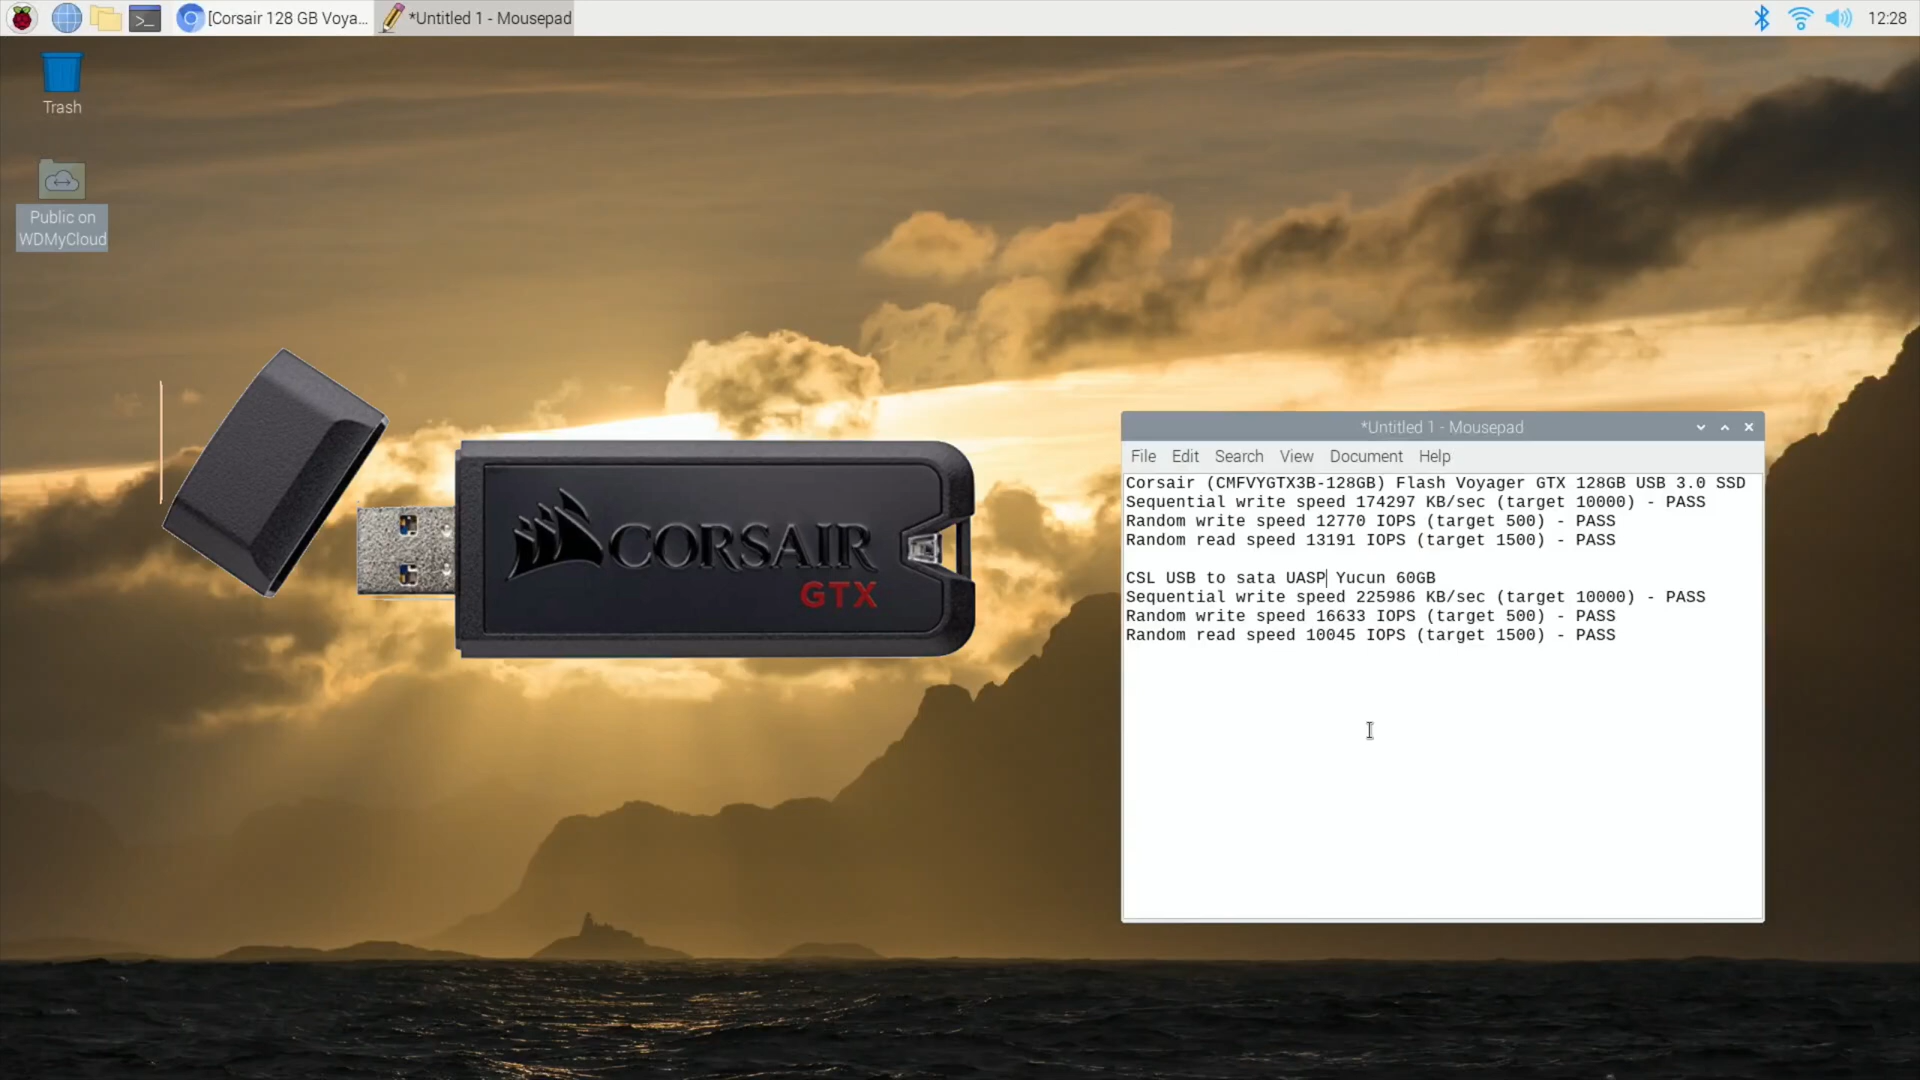 [Corsair 128 GB Voya...
*Untitled 1 - Mousepad
12:28
Trash
Public on
WDMyCloud
CORSAIR
GTX
*Untitled 1 - Mousepad
File Edit Search View Document Help
Corsair (CMFVYGTX3B-128GB) Flash Voyager GTX 128GB USB 3.0 SSD
Sequential write speed 174297 KB/sec (target 10000) - PASS
Random write speed 12770 IOPS (target 500) - PASS
Random read speed 13191 IOPS (target 1500) - PASS
CSL USB to sata UASP Yucun 60GB
Sequential write speed 225986 KB/sec (target 10000) - PASS
Random write speed 16633 IOPS (target 500) - PASS
Random read speed 10045 IOPS (target 1500) - PASS